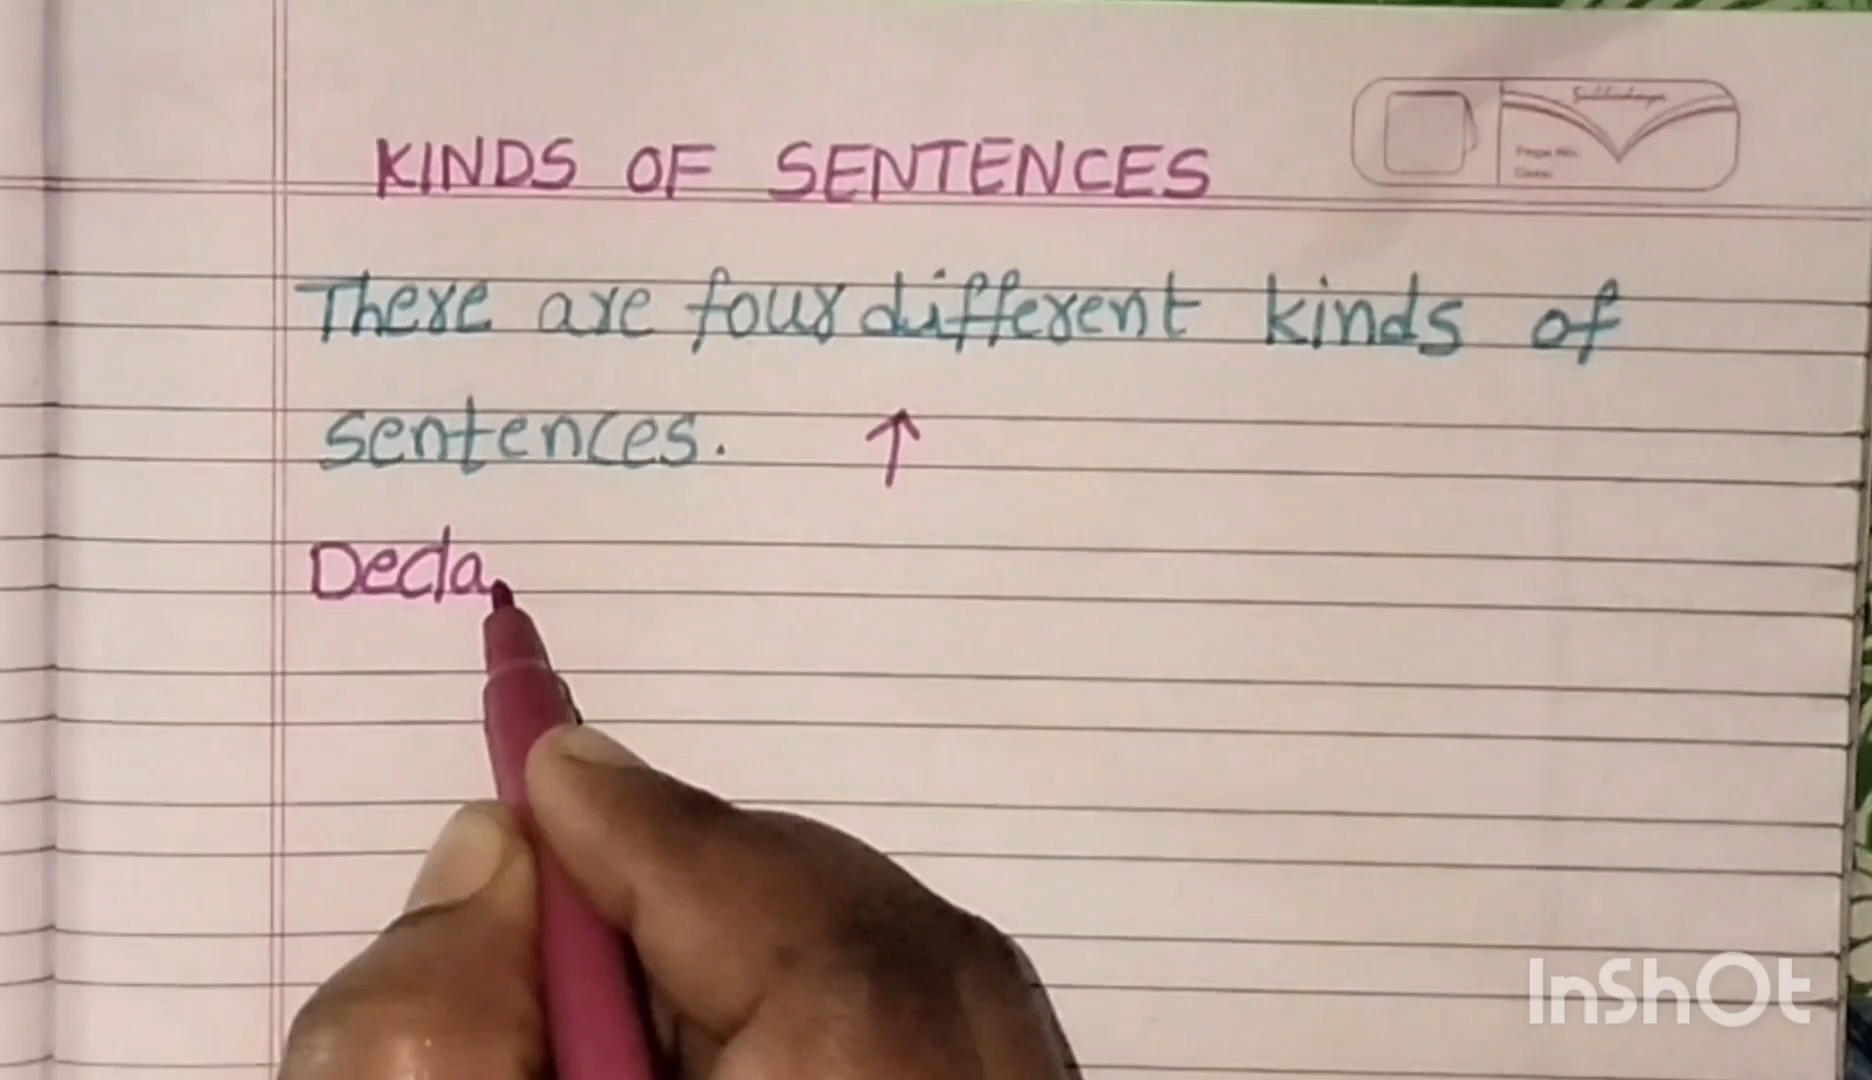 KINDS OF SENTENCES
There are four different kinds of
sentences. ↑
Decla
InShOt